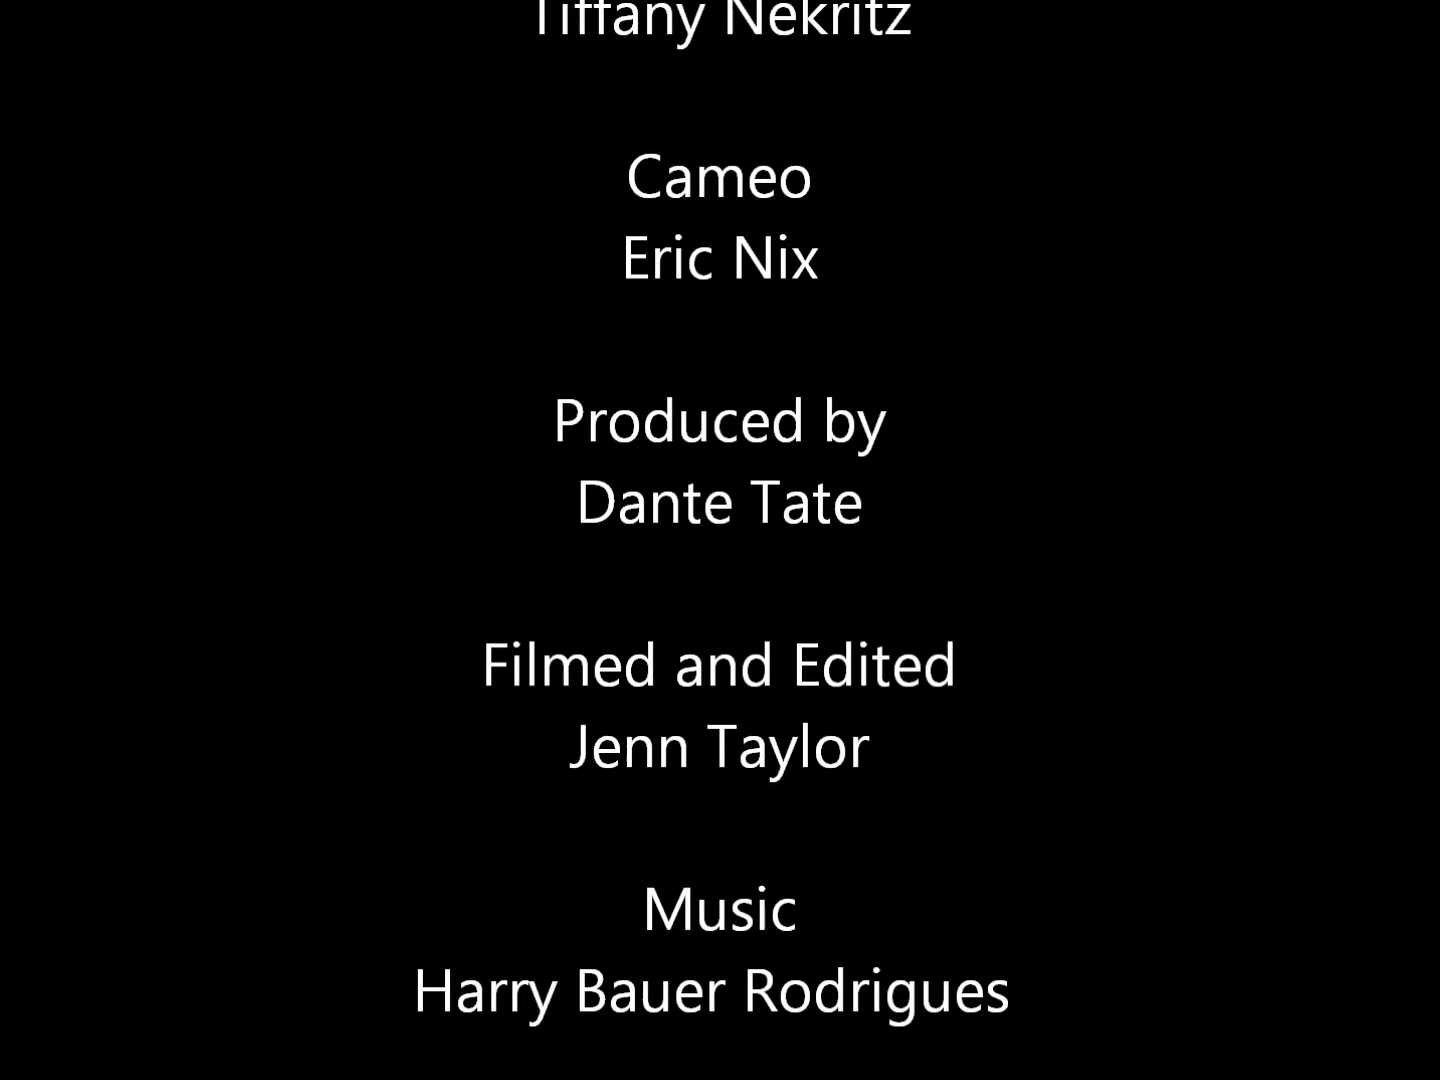 Tiffany Nekritz
Cameo
Eric Nix
Produced by
Dante Tate
Filmed and Edited
Jenn Taylor
Music
Harry Bauer Rodrigues